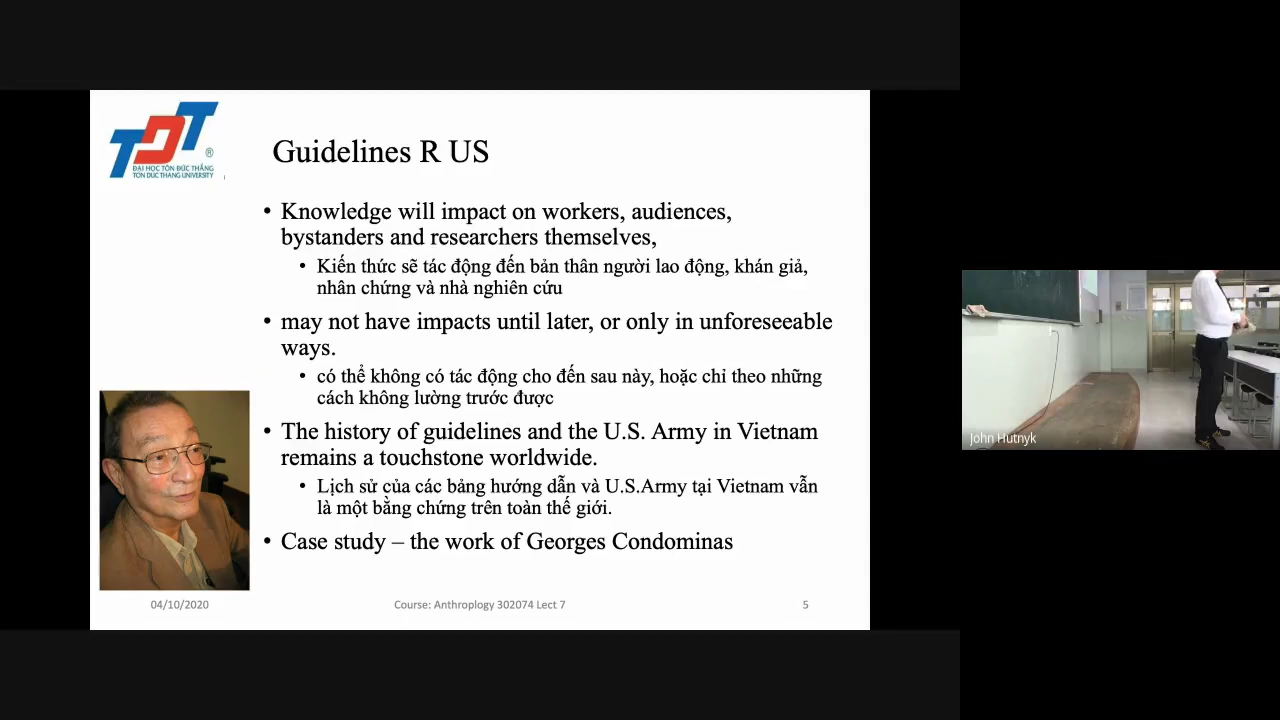 TDT
®
ĐẠI HỌC TÔN ĐỨC THẮNG
TON DUC THANG UNIVERSITY
Guidelines R US
• Knowledge will impact on workers, audiences,
bystanders and researchers themselves,
• Kiến thức sẽ tác động đến bản thân người lao động, khán giả,
nhân chứng và nhà nghiên cứu
• may not have impacts until later, or only in unforeseeable
ways.
• có thể không có tác động cho đến sau này, hoặc chỉ theo những
cách không lường trước được
• The history of guidelines and the U.S. Army in Vietnam
remains a touchstone worldwide.
• Lịch sử của các bảng hướng dẫn và U.S.Army tại Vietnam vẫn
là một bằng chứng trên toàn thế giới.
• Case study – the work of Georges Condominas
04/10/2020
Course: Anthroplogy 302074 Lect 7
5
John Hutnyk